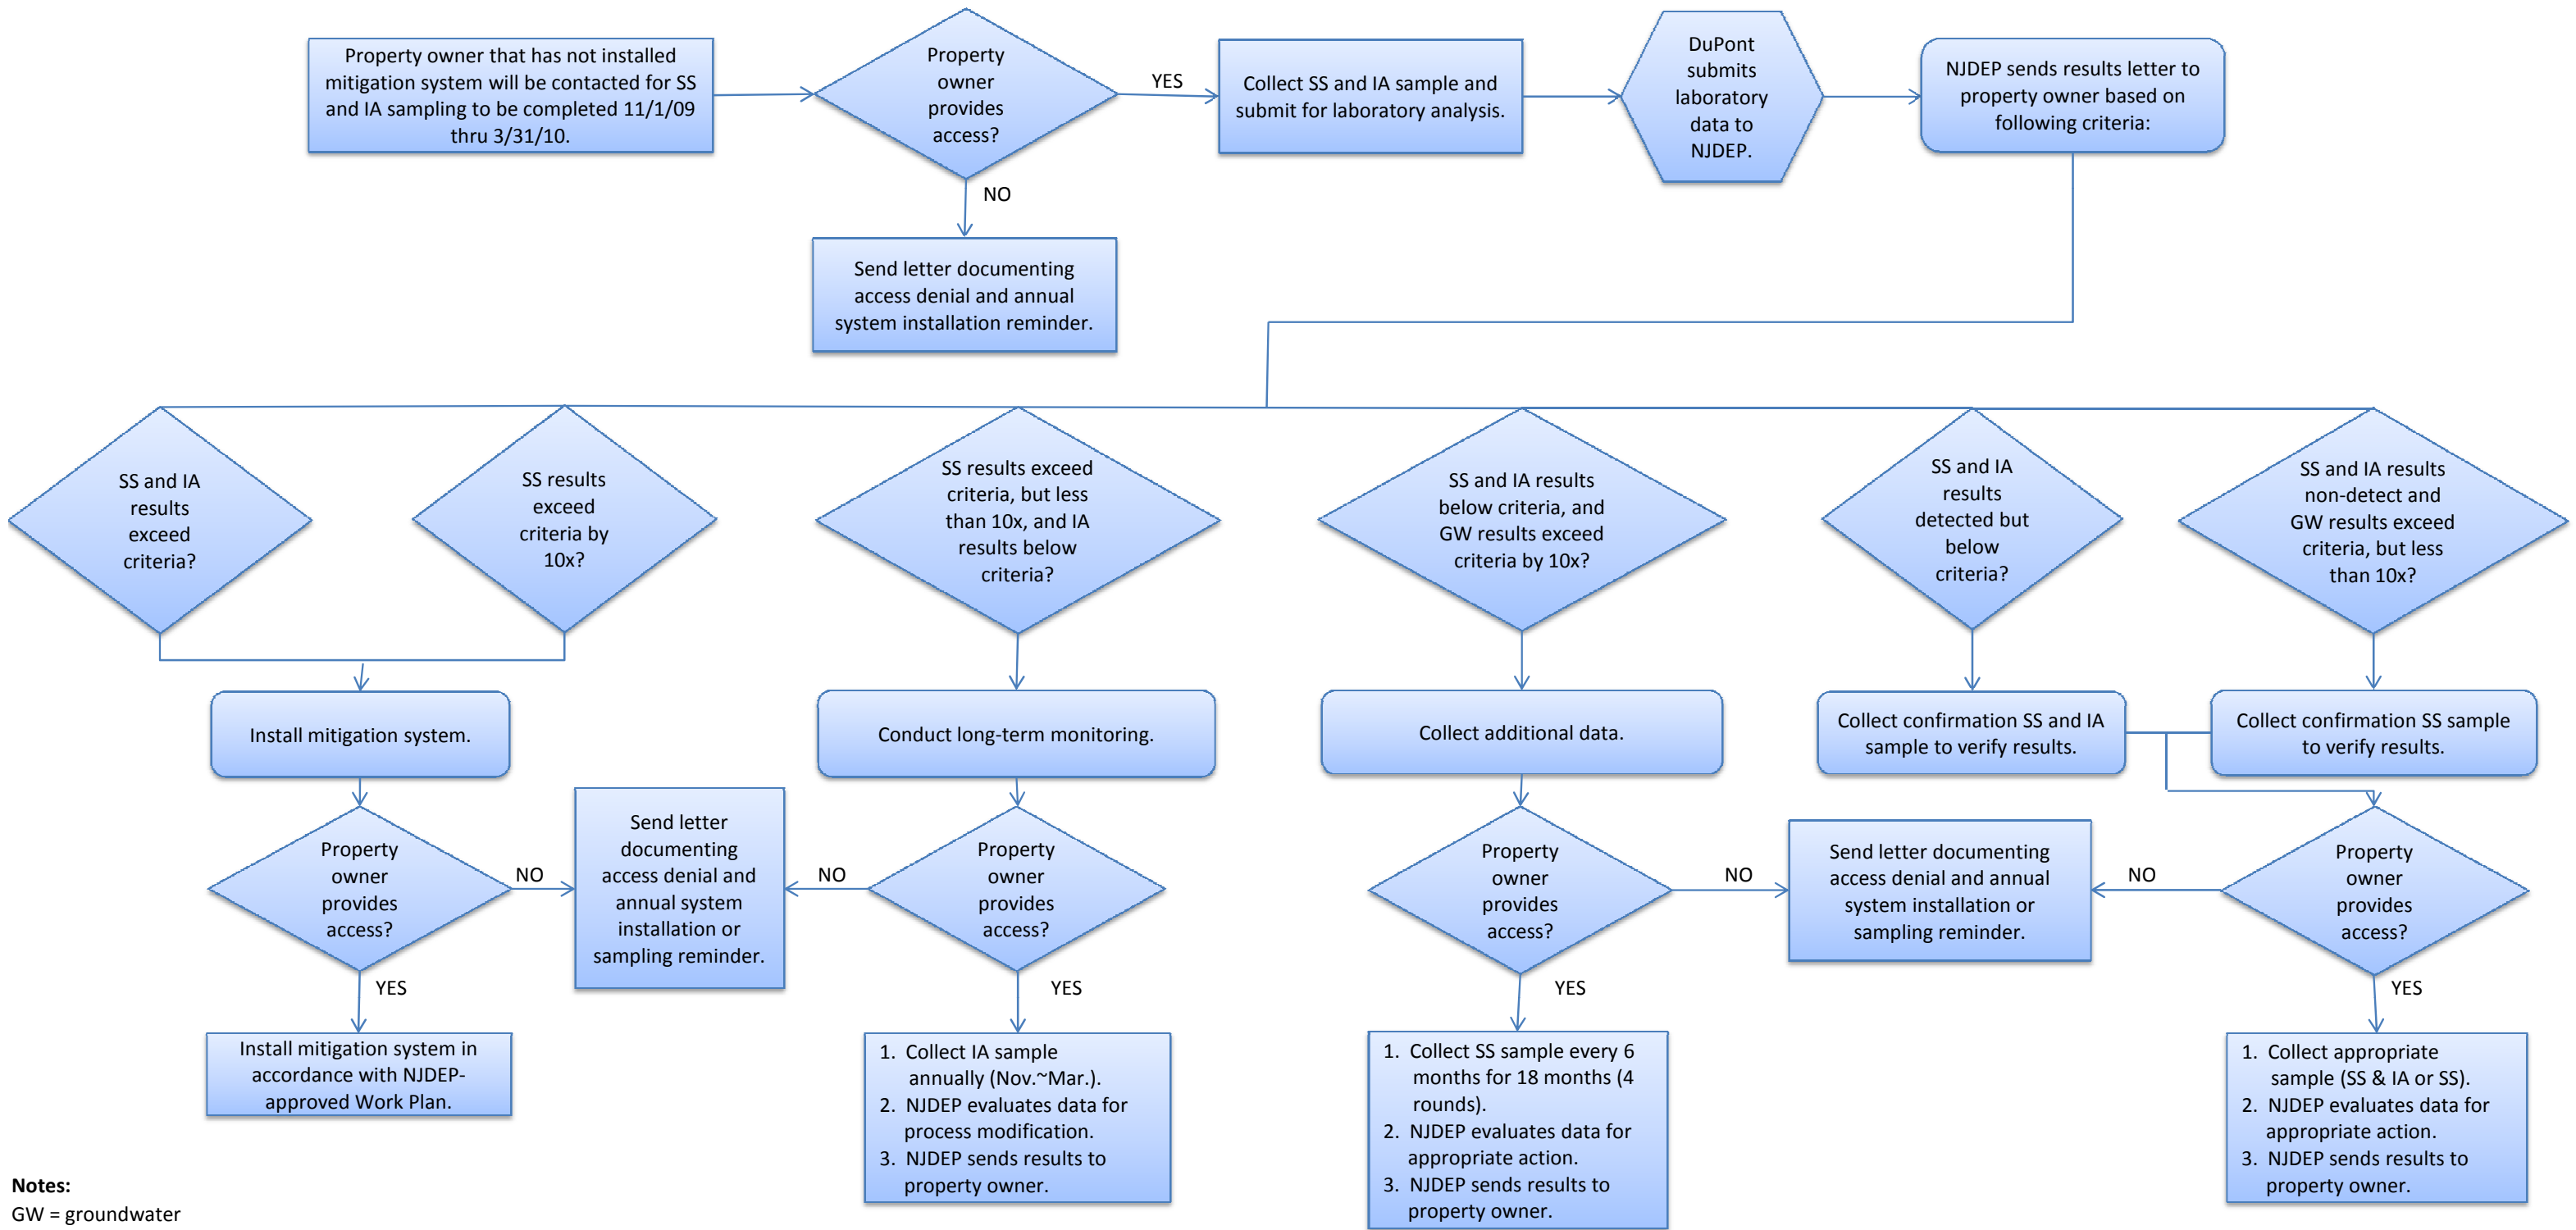 Property owner that has not installed
mitigation system will be contacted for SS
and IA sampling to be completed 11/1/09
thru 3/31/10.
Property
owner
provides
access?
YES
Collect SS and IA sample and
submit for laboratory analysis.
DuPont
submits
laboratory
data to
NJDEP.
NJDEP sends results letter to
property owner based on
following criteria:
NO
Send letter documenting
access denial and annual
system installation reminder.
SS and IA
results
exceed
criteria?
SS results
exceed
criteria by
10x?
SS results exceed
criteria, but less
than 10x, and IA
results below
criteria?
SS and IA results
below criteria, and
GW results exceed
criteria by 10x?
SS and IA
results
detected but
below
criteria?
SS and IA results
non-detect and
GW results exceed
criteria, but less
than 10x?
Install mitigation system.
Conduct long-term monitoring.
Collect additional data.
Collect confirmation SS and IA
sample to verify results.
Collect confirmation SS sample
to verify results.
Property
owner
provides
access?
NO
Send letter
documenting
access denial and
annual system
installation or
sampling reminder.
NO
Property
owner
provides
access?
Property
owner
provides
access?
NO
Send letter documenting
access denial and annual
system installation or
sampling reminder.
NO
Property
owner
provides
access?
YES
YES
YES
YES
Install mitigation system in
accordance with NJDEP-
approved Work Plan.
1. Collect IA sample
annually (Nov.~Mar.).
2. NJDEP evaluates data for
process modification.
3. NJDEP sends results to
property owner.
1. Collect SS sample every 6
months for 18 months (4
rounds).
2. NJDEP evaluates data for
appropriate action.
3. NJDEP sends results to
property owner.
1. Collect appropriate
sample (SS & IA or SS).
2. NJDEP evaluates data for
appropriate action.
3. NJDEP sends results to
property owner.
Notes:
GW = groundwater